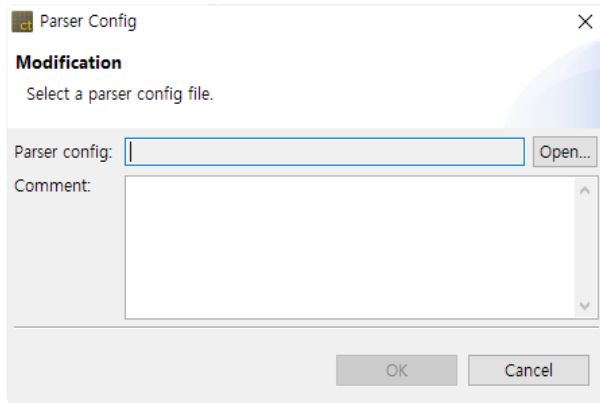 ct Parser Config
Modification
Select a parser config file.
Parser config: Open...
Comment:
OK Cancel